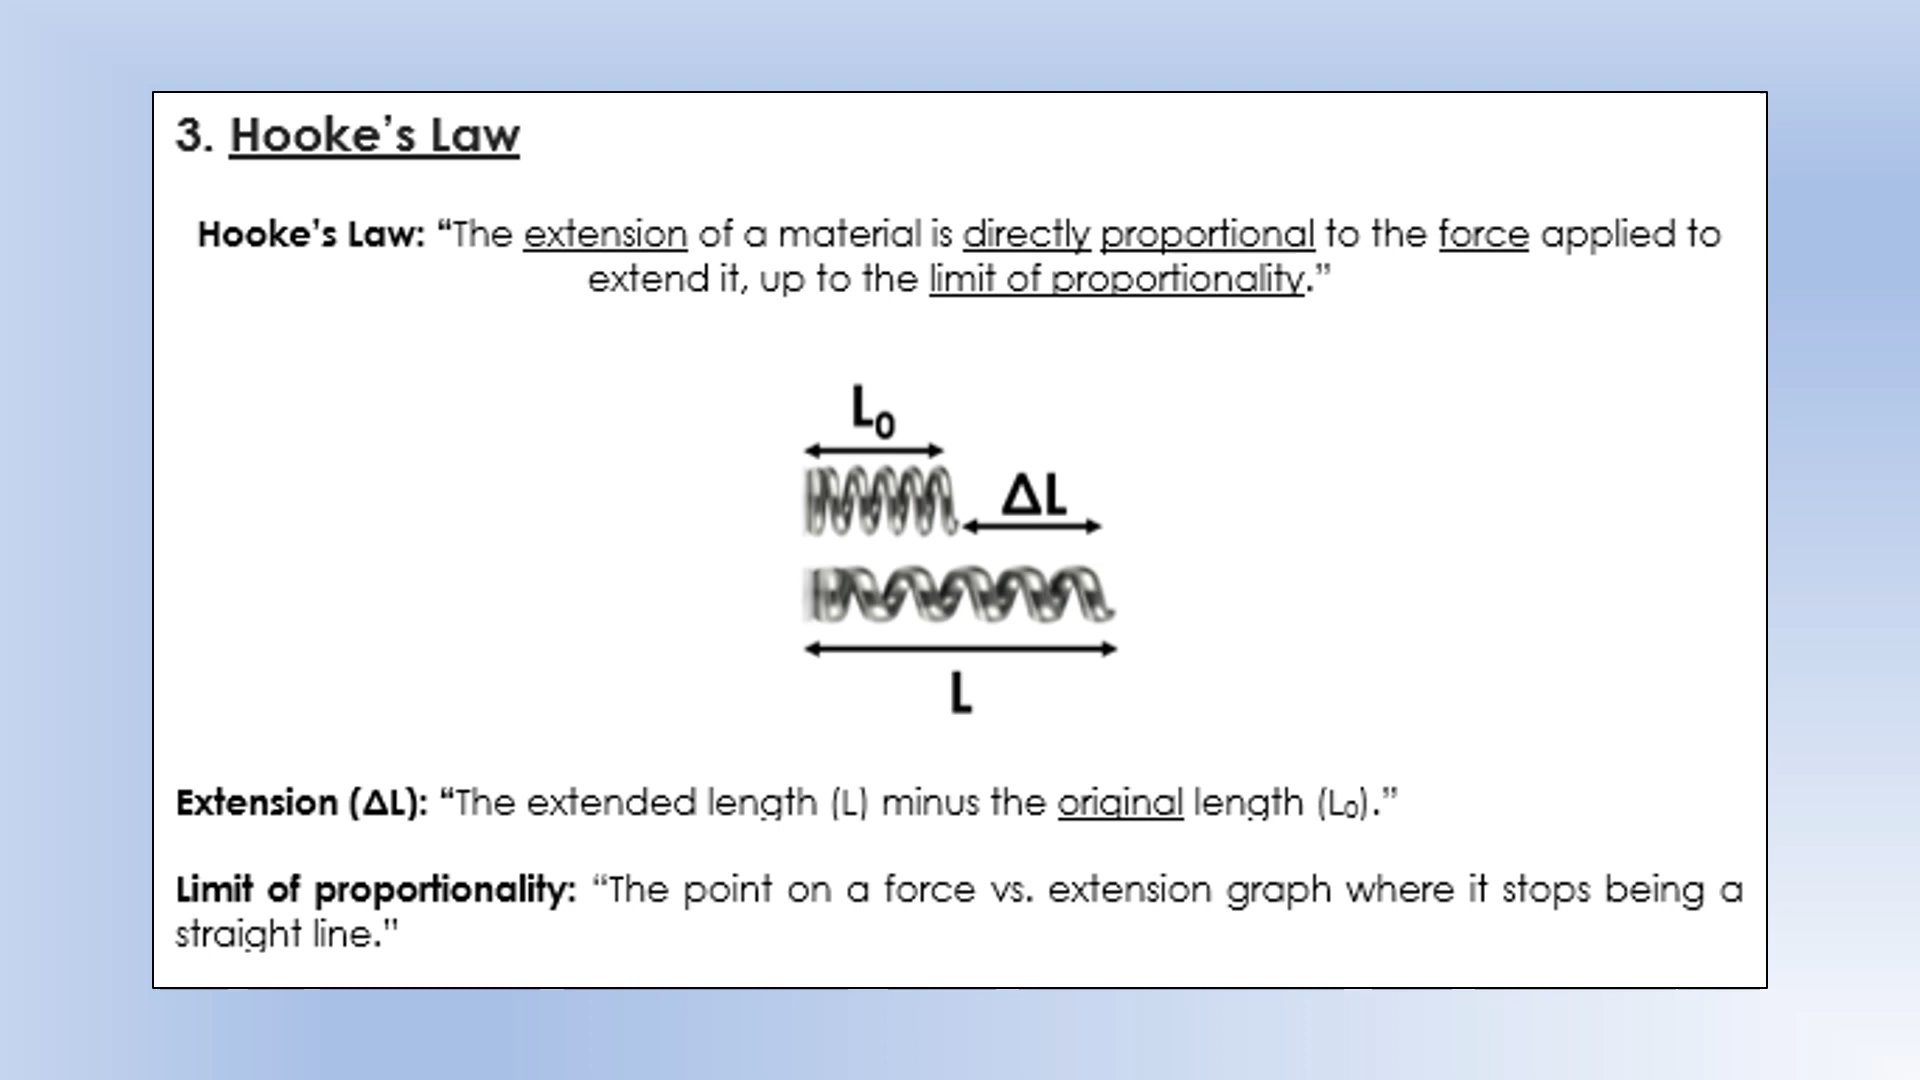 3. Hooke’s Law
Hooke’s Law: “The extension of a material is directly proportional to the force applied to
extend it, up to the limit of proportionality.”
L₀
ΔL
L
Extension (ΔL): “The extended length (L) minus the original length (L₀).”
Limit of proportionality: “The point on a force vs. extension graph where it stops being a
straight line.”